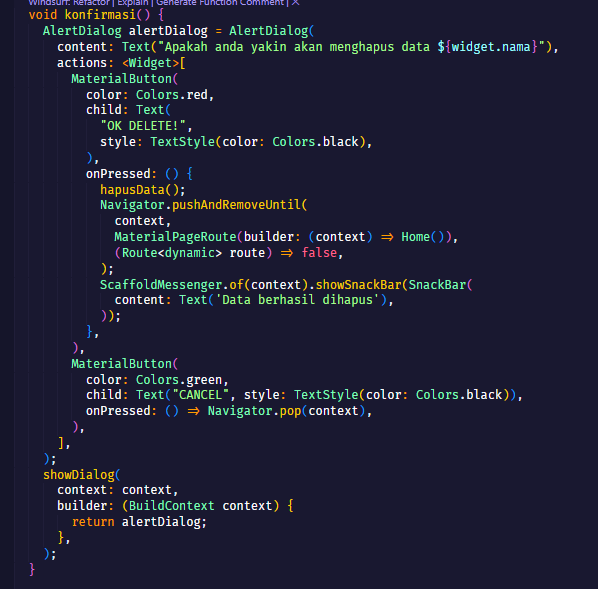 Windsurf: Refactor | Explain | Generate Function Comment | X
void konfirmasi() {
  AlertDialog alertDialog = AlertDialog(
    content: Text("Apakah anda yakin akan menghapus data ${widget.nama}"),
    actions: <Widget>[
      MaterialButton(
        color: Colors.red,
        child: Text(
          "OK DELETE!",
          style: TextStyle(color: Colors.black),
        ),
        onPressed: () {
          hapusData();
          Navigator.pushAndRemoveUntil(
            context,
            MaterialPageRoute(builder: (context) => Home()),
            (Route<dynamic> route) => false,
          );
          ScaffoldMessenger.of(context).showSnackBar(SnackBar(
            content: Text('Data berhasil dihapus'),
          ));
        },
      ),
      MaterialButton(
        color: Colors.green,
        child: Text("CANCEL", style: TextStyle(color: Colors.black)),
        onPressed: () => Navigator.pop(context),
      ),
    ],
  );
  showDialog(
    context: context,
    builder: (BuildContext context) {
      return alertDialog;
    },
  );
}